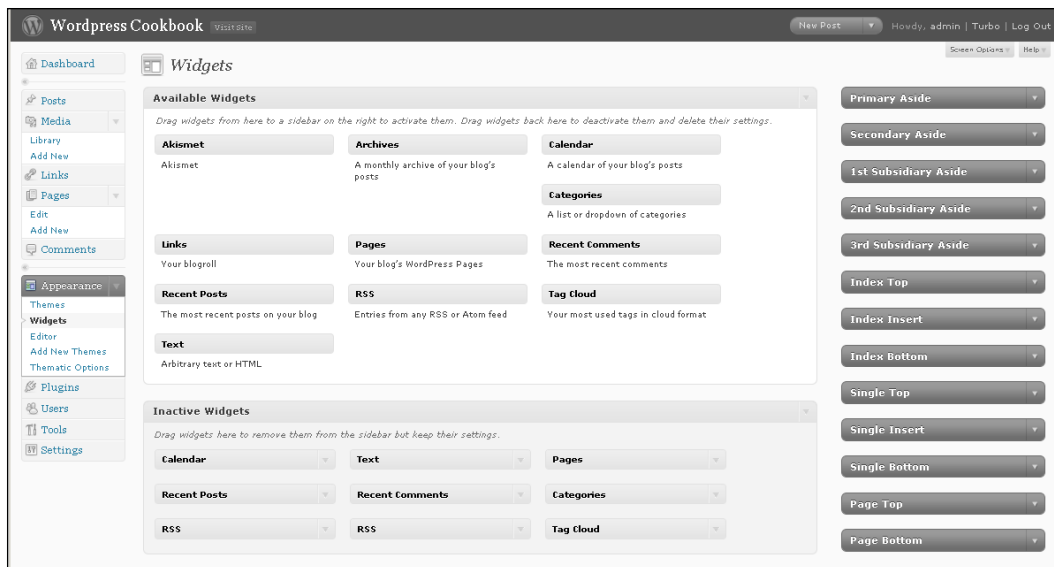 Wordpress Cookbook Visit Site
New Post Howdy, admin | Turbo | Log Out
Screen Options Help
Dashboard
Posts
Media
Library
Add New
Links
Pages
Edit
Add New
Comments
Appearance
Themes
Widgets
Editor
Add New Themes
Thematic Options
Plugins
Users
Tools
Settings
Widgets
Available Widgets
Drag widgets from here to a sidebar on the right to activate them. Drag widgets back here to deactivate them and delete their settings.
Akismet Archives Calendar
Akismet A monthly archive of your blog's A calendar of your blog's posts
posts
Categories
A list or dropdown of categories
Links Pages Recent Comments
Your blogroll Your blog's WordPress Pages The most recent comments
Recent Posts RSS Tag Cloud
The most recent posts on your blog Entries from any RSS or Atom feed Your most used tags in cloud format
Text
Arbitrary text or HTML
Inactive Widgets
Drag widgets here to remove them from the sidebar but keep their settings.
Calendar Text Pages
Recent Posts Recent Comments Categories
RSS RSS Tag Cloud
Primary Aside
Secondary Aside
1st Subsidiary Aside
2nd Subsidiary Aside
3rd Subsidiary Aside
Index Top
Index Insert
Index Bottom
Single Top
Single Insert
Single Bottom
Page Top
Page Bottom